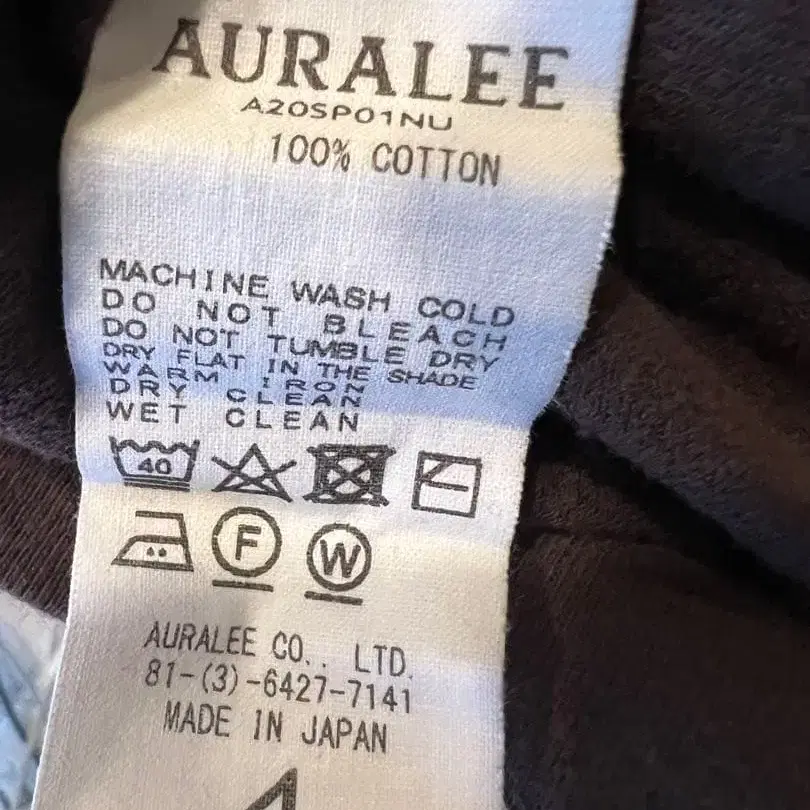 AURALEE
A20SP01NU
100% COTTON
MACHINE WASH COLD
DO NOT BLEACH
DO NOT TUMBLE DRY
DRY FLAT IN THE SHADE
WARM IRON
DRY CLEAN
WET CLEAN
40
F W
AURALEE CO., LTD.
81-(3)-6427-7141
MADE IN JAPAN